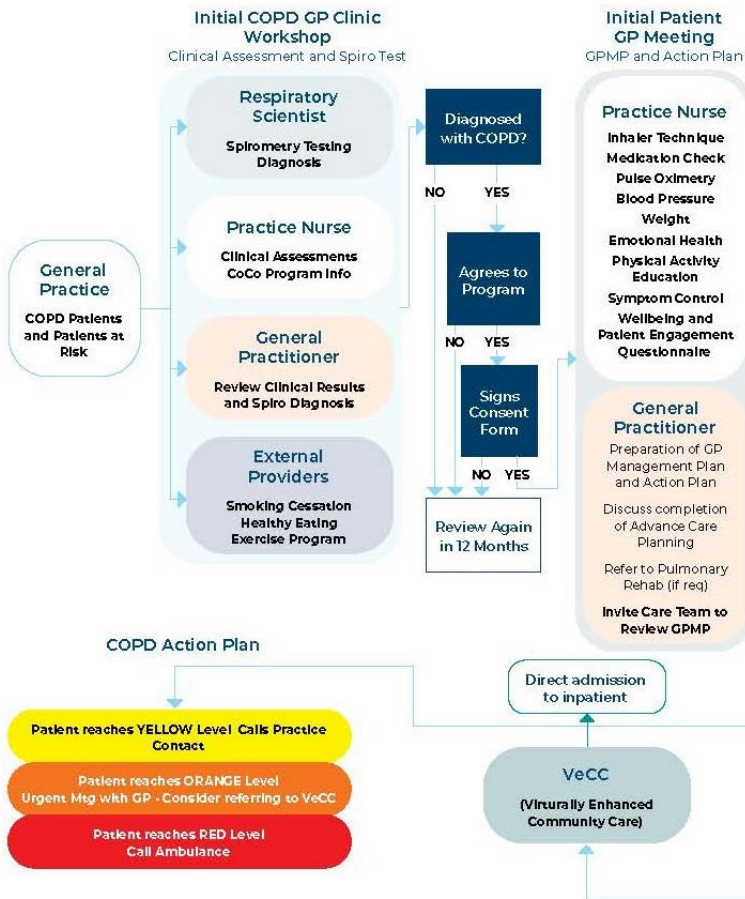 Initial COPD GP Clinic
Workshop
Clinical Assessment and Spiro Test
Initial Patient
GP Meeting
GPMP and Action Plan
General
Practice
COPD Patients
and Patients at
Risk
Respiratory
Scientist
Spirometry Testing
Diagnosis
Practice Nurse
Clinical Assessments
CoCo Program Info
General
Practitioner
Review Clinical Results
and Spiro Diagnosis
External
Providers
Smoking Cessation
Healthy Eating
Exercise Program
Diagnosed
with COPD?
NO YES
Agrees to
Program
NO YES
Signs
Consent
Form
NO YES
Review Again
in 12 Months
Practice Nurse
Inhaler Technique
Medication Check
Pulse Oximetry
Blood Pressure
Weight
Emotional Health
Physical Activity
Education
Symptom Control
Wellbeing and
Patient Engagement
Questionnaire
General
Practitioner
Preparation of GP
Management Plan
and Action Plan
Discuss completion
of Advance Care
Planning
Refer to Pulmonary
Rehab (if req)
Invite Care Team to
Review GPMP
COPD Action Plan
Patient reaches YELLOW Level Calls Practice
Contact
Patient reaches ORANGE Level
Urgent Mtg with GP - Consider referring to VeCC
Patient reaches RED Level
Call Ambulance
Direct admission
to inpatient
VeCC
(Virturally Enhanced
Community Care)